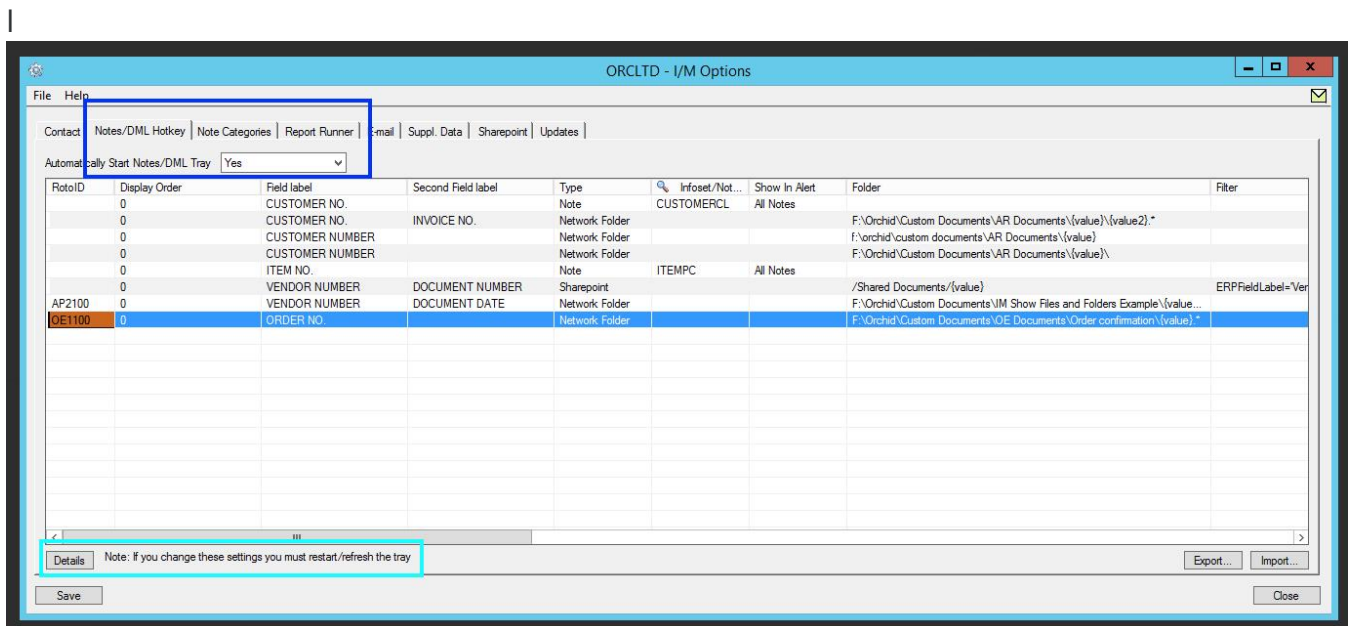 ORCLTD - I/M Options
File Help
Contact Notes/DML Hotkey Note Categories Report Runner E-mail Suppl. Data Sharepoint Updates
Automatically Start Notes/DML Tray Yes
RotoID Display Order Field label Second Field label Type Infoset/Not... Show In Alert Folder Filter
0 CUSTOMER NO. Note CUSTOMERCL All Notes
0 CUSTOMER NO. INVOICE NO. Network Folder F:\Orchid\Custom Documents\AR Documents\{value}\{value2}.*
0 CUSTOMER NUMBER Network Folder f:\orchid\custom documents\AR Documents\{value}
0 CUSTOMER NUMBER Network Folder F:\Orchid\Custom Documents\AR Documents\{value}\
0 ITEM NO. Note ITEMPC All Notes
0 VENDOR NUMBER DOCUMENT NUMBER Sharepoint /Shared Documents/{value} ERPFieldLabel='Ver
AP2100 0 VENDOR NUMBER DOCUMENT DATE Network Folder F:\Orchid\Custom Documents\IM Show Files and Folders Example\{value...
OE1100 0 ORDER NO. Network Folder F:\Orchid\Custom Documents\OE Documents\Order confirmation\{value}.*
Details Note: If you change these settings you must restart/refresh the tray Export... Import...
Save Close